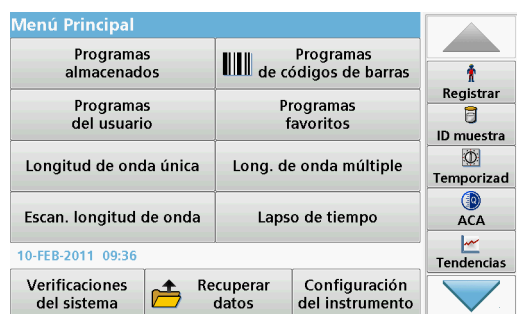 Menú Principal
Programas
almacenados
Programas
de códigos de barras
Programas
del usuario
Programas
favoritos
Longitud de onda única
Long. de onda múltiple
Escan. longitud de onda
Lapso de tiempo
10-FEB-2011 09:36
Verificaciones
del sistema
Recuperar
datos
Configuración
del instrumento
Registrar
ID muestra
Temporizad
ACA
Tendencias